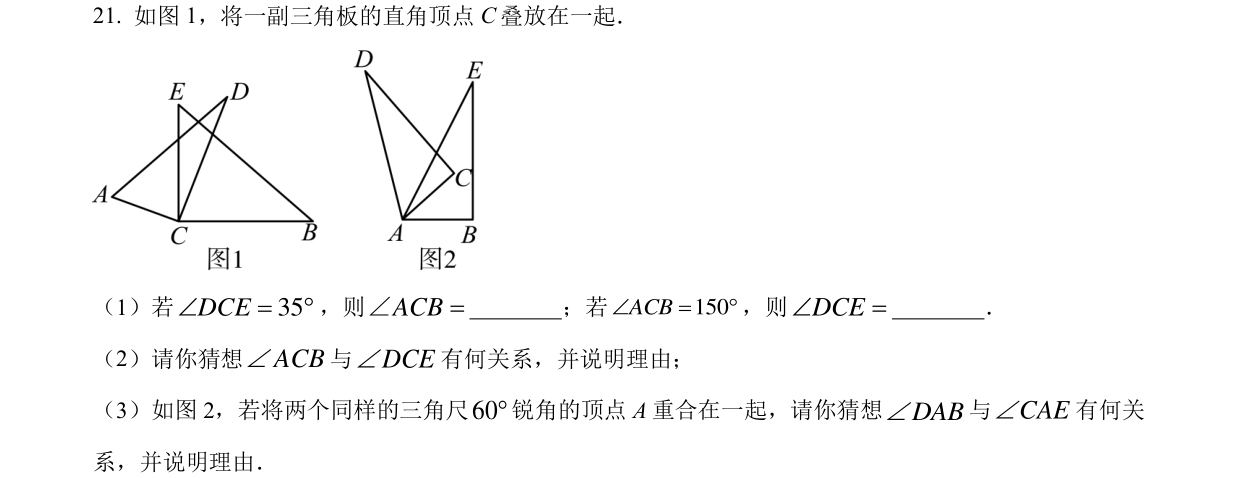 21. 如图 1，将一副三角板的直角顶点 C 叠放在一起．
D
E
E
D
A
C
C
B
A
B
图1
图2
（1）若∠DCE = 35°，则∠ACB = ________；若∠ACB = 150°，则∠DCE = ________．
（2）请你猜想∠ACB 与∠DCE 有何关系，并说明理由；
（3）如图 2，若将两个同样的三角尺60°锐角的顶点 A 重合在一起，请你猜想∠DAB 与∠CAE 有何关
系，并说明理由．